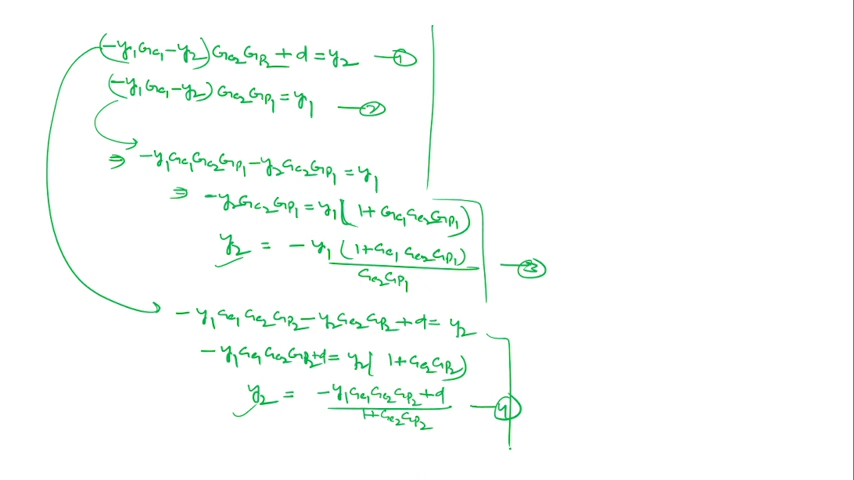 (-y₁Gc₁-y₂)Gc₂Gp₂+d=y₂ —①
(-y₁Gc₁-y₂)Gc₂Gp₁=y₁ —②
⇒ -y₁Gc₁Gc₂Gp₁-y₂Gc₂Gp₁=y₁
⇒ -y₂Gc₂Gp₁=y₁(1+Gc₁Gc₂Gp₁)
y₂ = -y₁(1+Gc₁Gc₂Gp₁) —③
Gc₂Gp₁
-y₁Gc₁Gc₂Gp₂-y₂Gc₂Gp₂+d=y₂
-y₁Gc₁Gc₂Gp₂+d=y₂(1+Gc₂Gp₂)
y₂ = -y₁Gc₁Gc₂Gp₂+d —④
1+Gc₂Gp₂